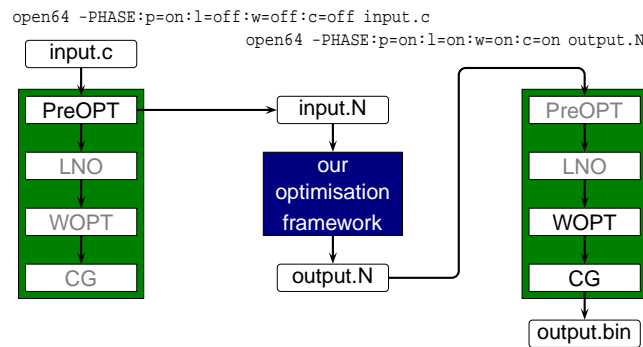 open64 -PHASE:p=on:l=off:w=off:c=off input.c
open64 -PHASE:p=on:l=on:w=on:c=on output.N
input.c
PreOPT
LNO
WOPT
CG
input.N
our
optimisation
framework
output.N
PreOPT
LNO
WOPT
CG
output.bin